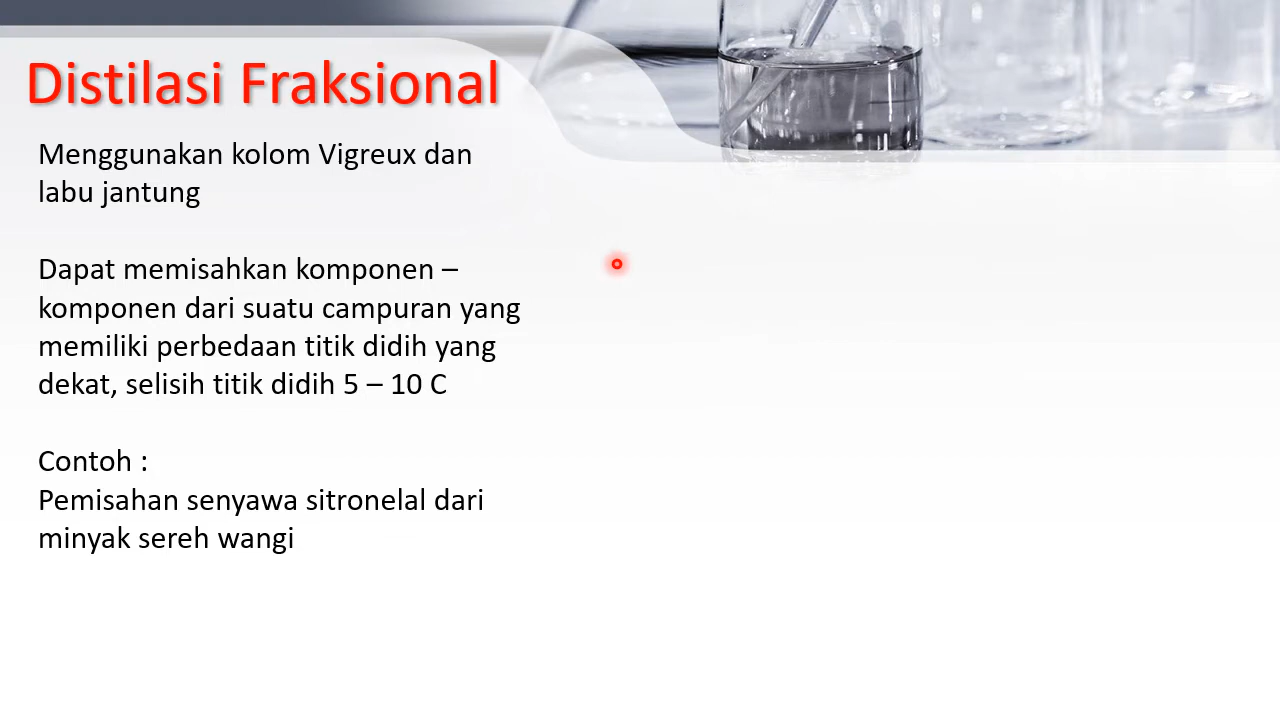 Distilasi Fraksional
Menggunakan kolom Vigreux dan
labu jantung
Dapat memisahkan komponen –
komponen dari suatu campuran yang
memiliki perbedaan titik didih yang
dekat, selisih titik didih 5 – 10 C
Contoh :
Pemisahan senyawa sitronelal dari
minyak sereh wangi